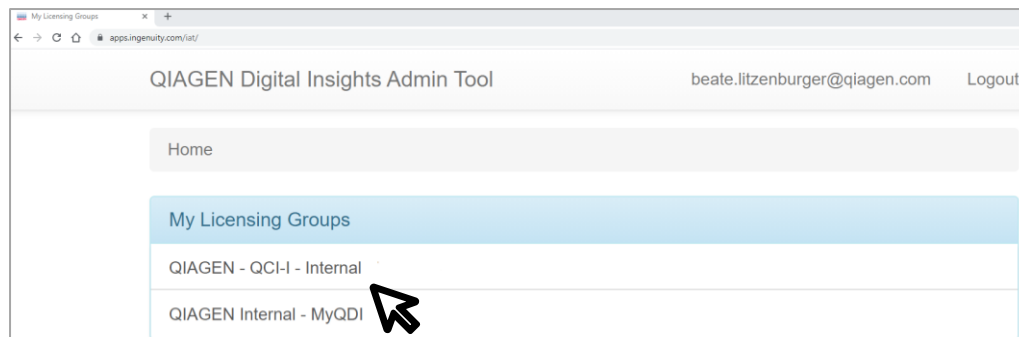 My Licensing Groups
apps.ingenuity.com/iat/
QIAGEN Digital Insights Admin Tool beate.litzenburger@qiagen.com Logout
Home
My Licensing Groups
QIAGEN - QCI-I - Internal
QIAGEN Internal - MyQDI